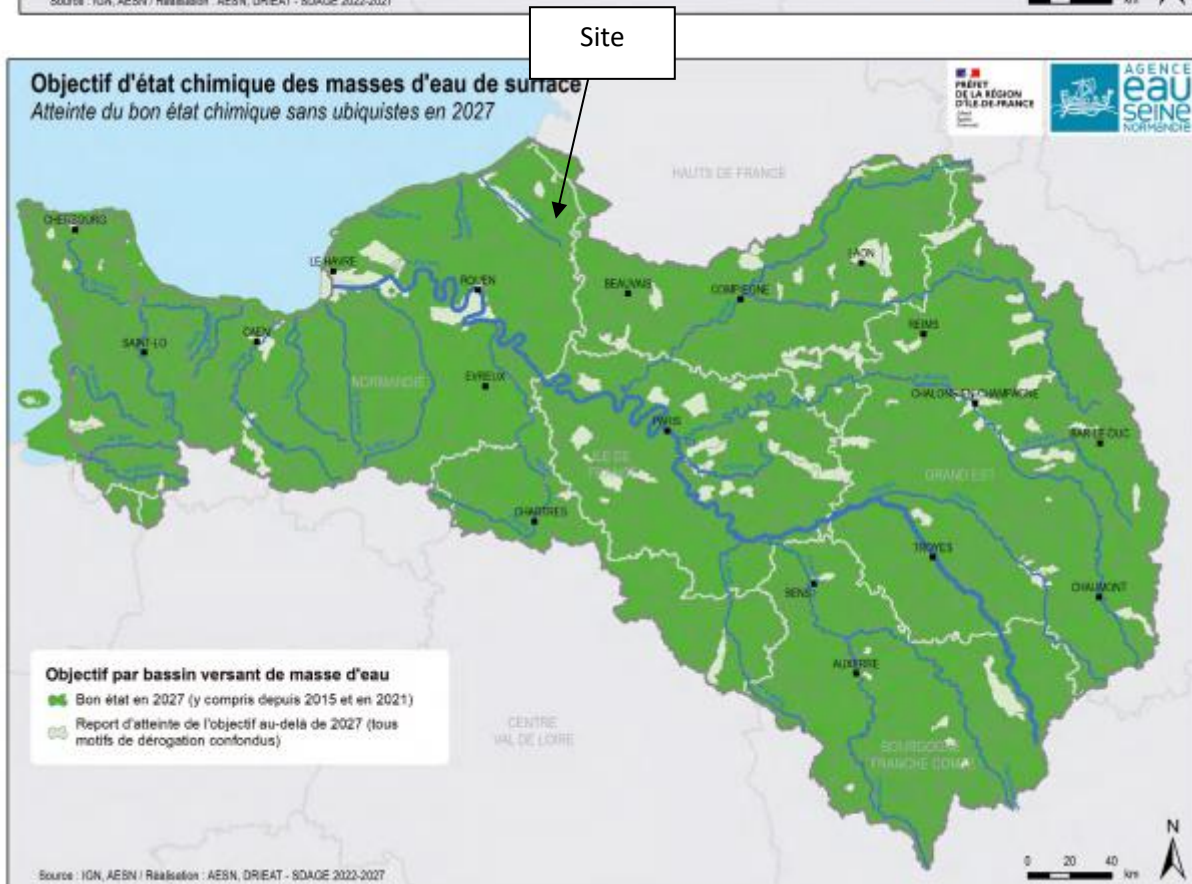 Source : IGN, AESN / Réalisation : AESN, DRIEAT - SDAGE 2022-2027
km
Site
Objectif d'état chimique des masses d'eau de surface
Atteinte du bon état chimique sans ubiquistes en 2027
PRÉFET
DE LA RÉGION
D'ÎLE-DE-FRANCE
AGENCE
eau
SEINE
NORMANDIE
HAUTS DE FRANCE
CHERBOURG
LE HAVRE
ROUEN
BEAUVAIS
COMPIEGNE
LAON
REIMS
SAINT-LO
CAEN
NORMANDIE
EVREUX
PARIS
ILE DE
FRANCE
CHALONS-EN-CHAMPAGNE
BAR-LE-DUC
GRAND EST
CHARTRES
TROYES
SENS
CHAUMONT
AUXERRE
CENTRE
VAL DE LOIRE
BOURGOGNE
FRANCHE COMTE
Objectif par bassin versant de masse d'eau
Bon état en 2027 (y compris depuis 2015 et en 2021)
Report d'atteinte de l'objectif au-delà de 2027 (tous
motifs de dérogation confondus)
N
0 20 40
km
Source : IGN, AESN / Réalisation : AESN, DRIEAT - SDAGE 2022-2027